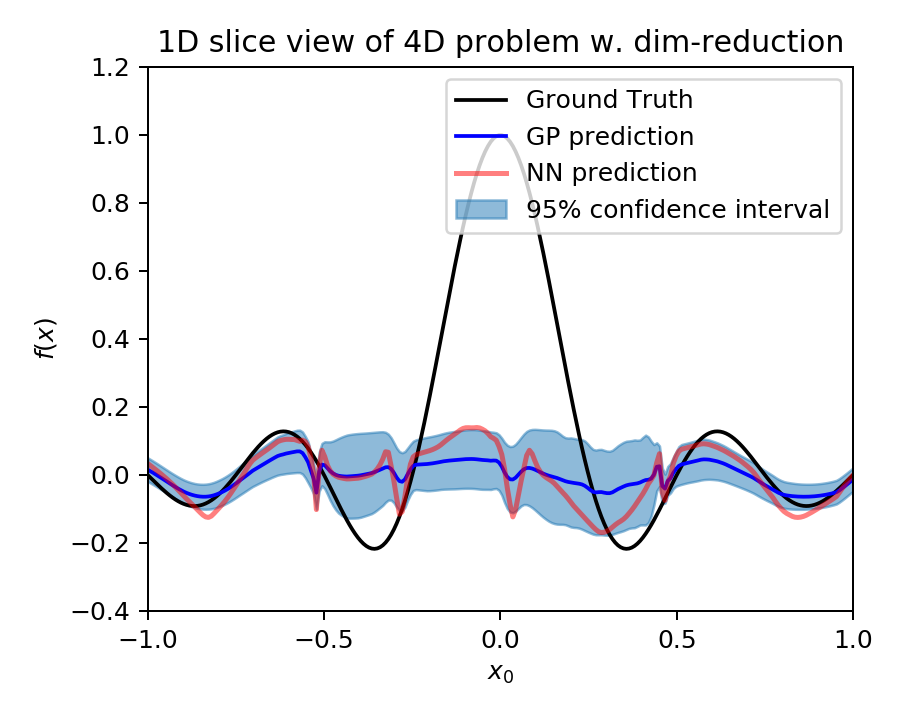 1D slice view of 4D problem w. dim-reduction
1.2
1.0
0.8
0.6
0.4
0.2
0.0
−0.2
−0.4
f(x)
Ground Truth
GP prediction
NN prediction
95% confidence interval
−1.0 −0.5 0.0 0.5 1.0
x₀